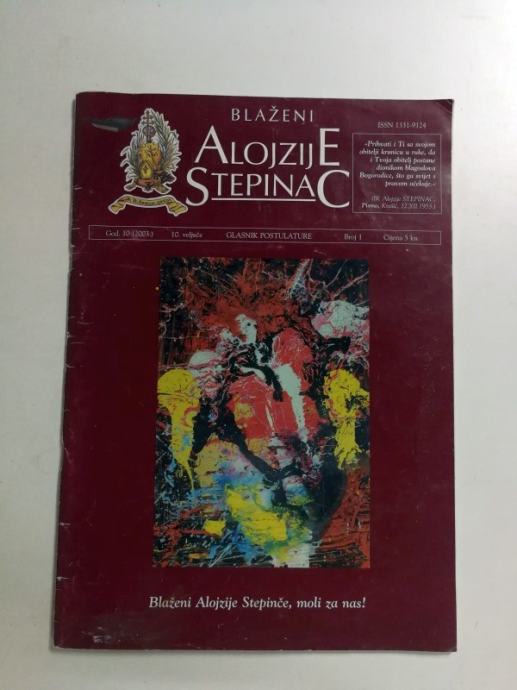 BLAŽENI
ALOJZIJE
STEPINAC
ISSN 1331-9124
»Prihvati i Ti sa svojom
obitelji krunicu u ruke, da
i Tvoja obitelj postane
dionikom blagoslova
Bogorodice, što ga svijet s
pravom očekuje.«
(Bl. Alojzije STEPINAC,
Pismo, Krašić, 12.XII.1953.)
God. 10 (2003.) 10. veljače GLASNIK POSTULATURE Broj 1 Cijena 5 kn
Blaženi Alojzije Stepinče, moli za nas!